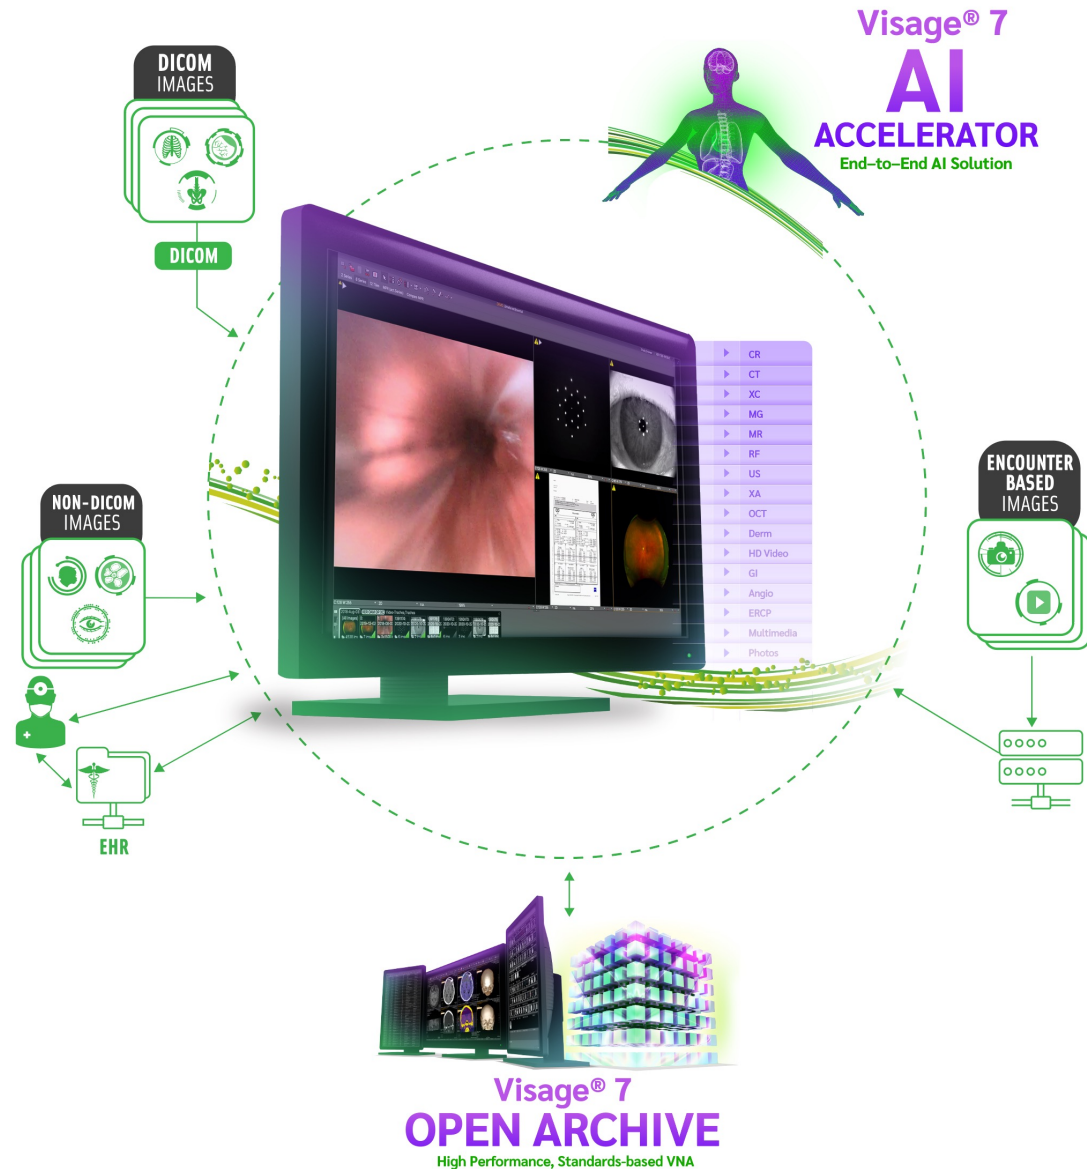 Visage® 7
AI
ACCELERATOR
End-to-End AI Solution
DICOM
IMAGES
DICOM
CR
CT
XC
MG
MR
RF
US
XA
OCT
Derm
HD Video
GI
Angio
ERCP
Multimedia
Photos
NON-DICOM
IMAGES
ENCOUNTER
BASED
IMAGES
EHR
Visage® 7
OPEN ARCHIVE
High Performance, Standards-based VNA